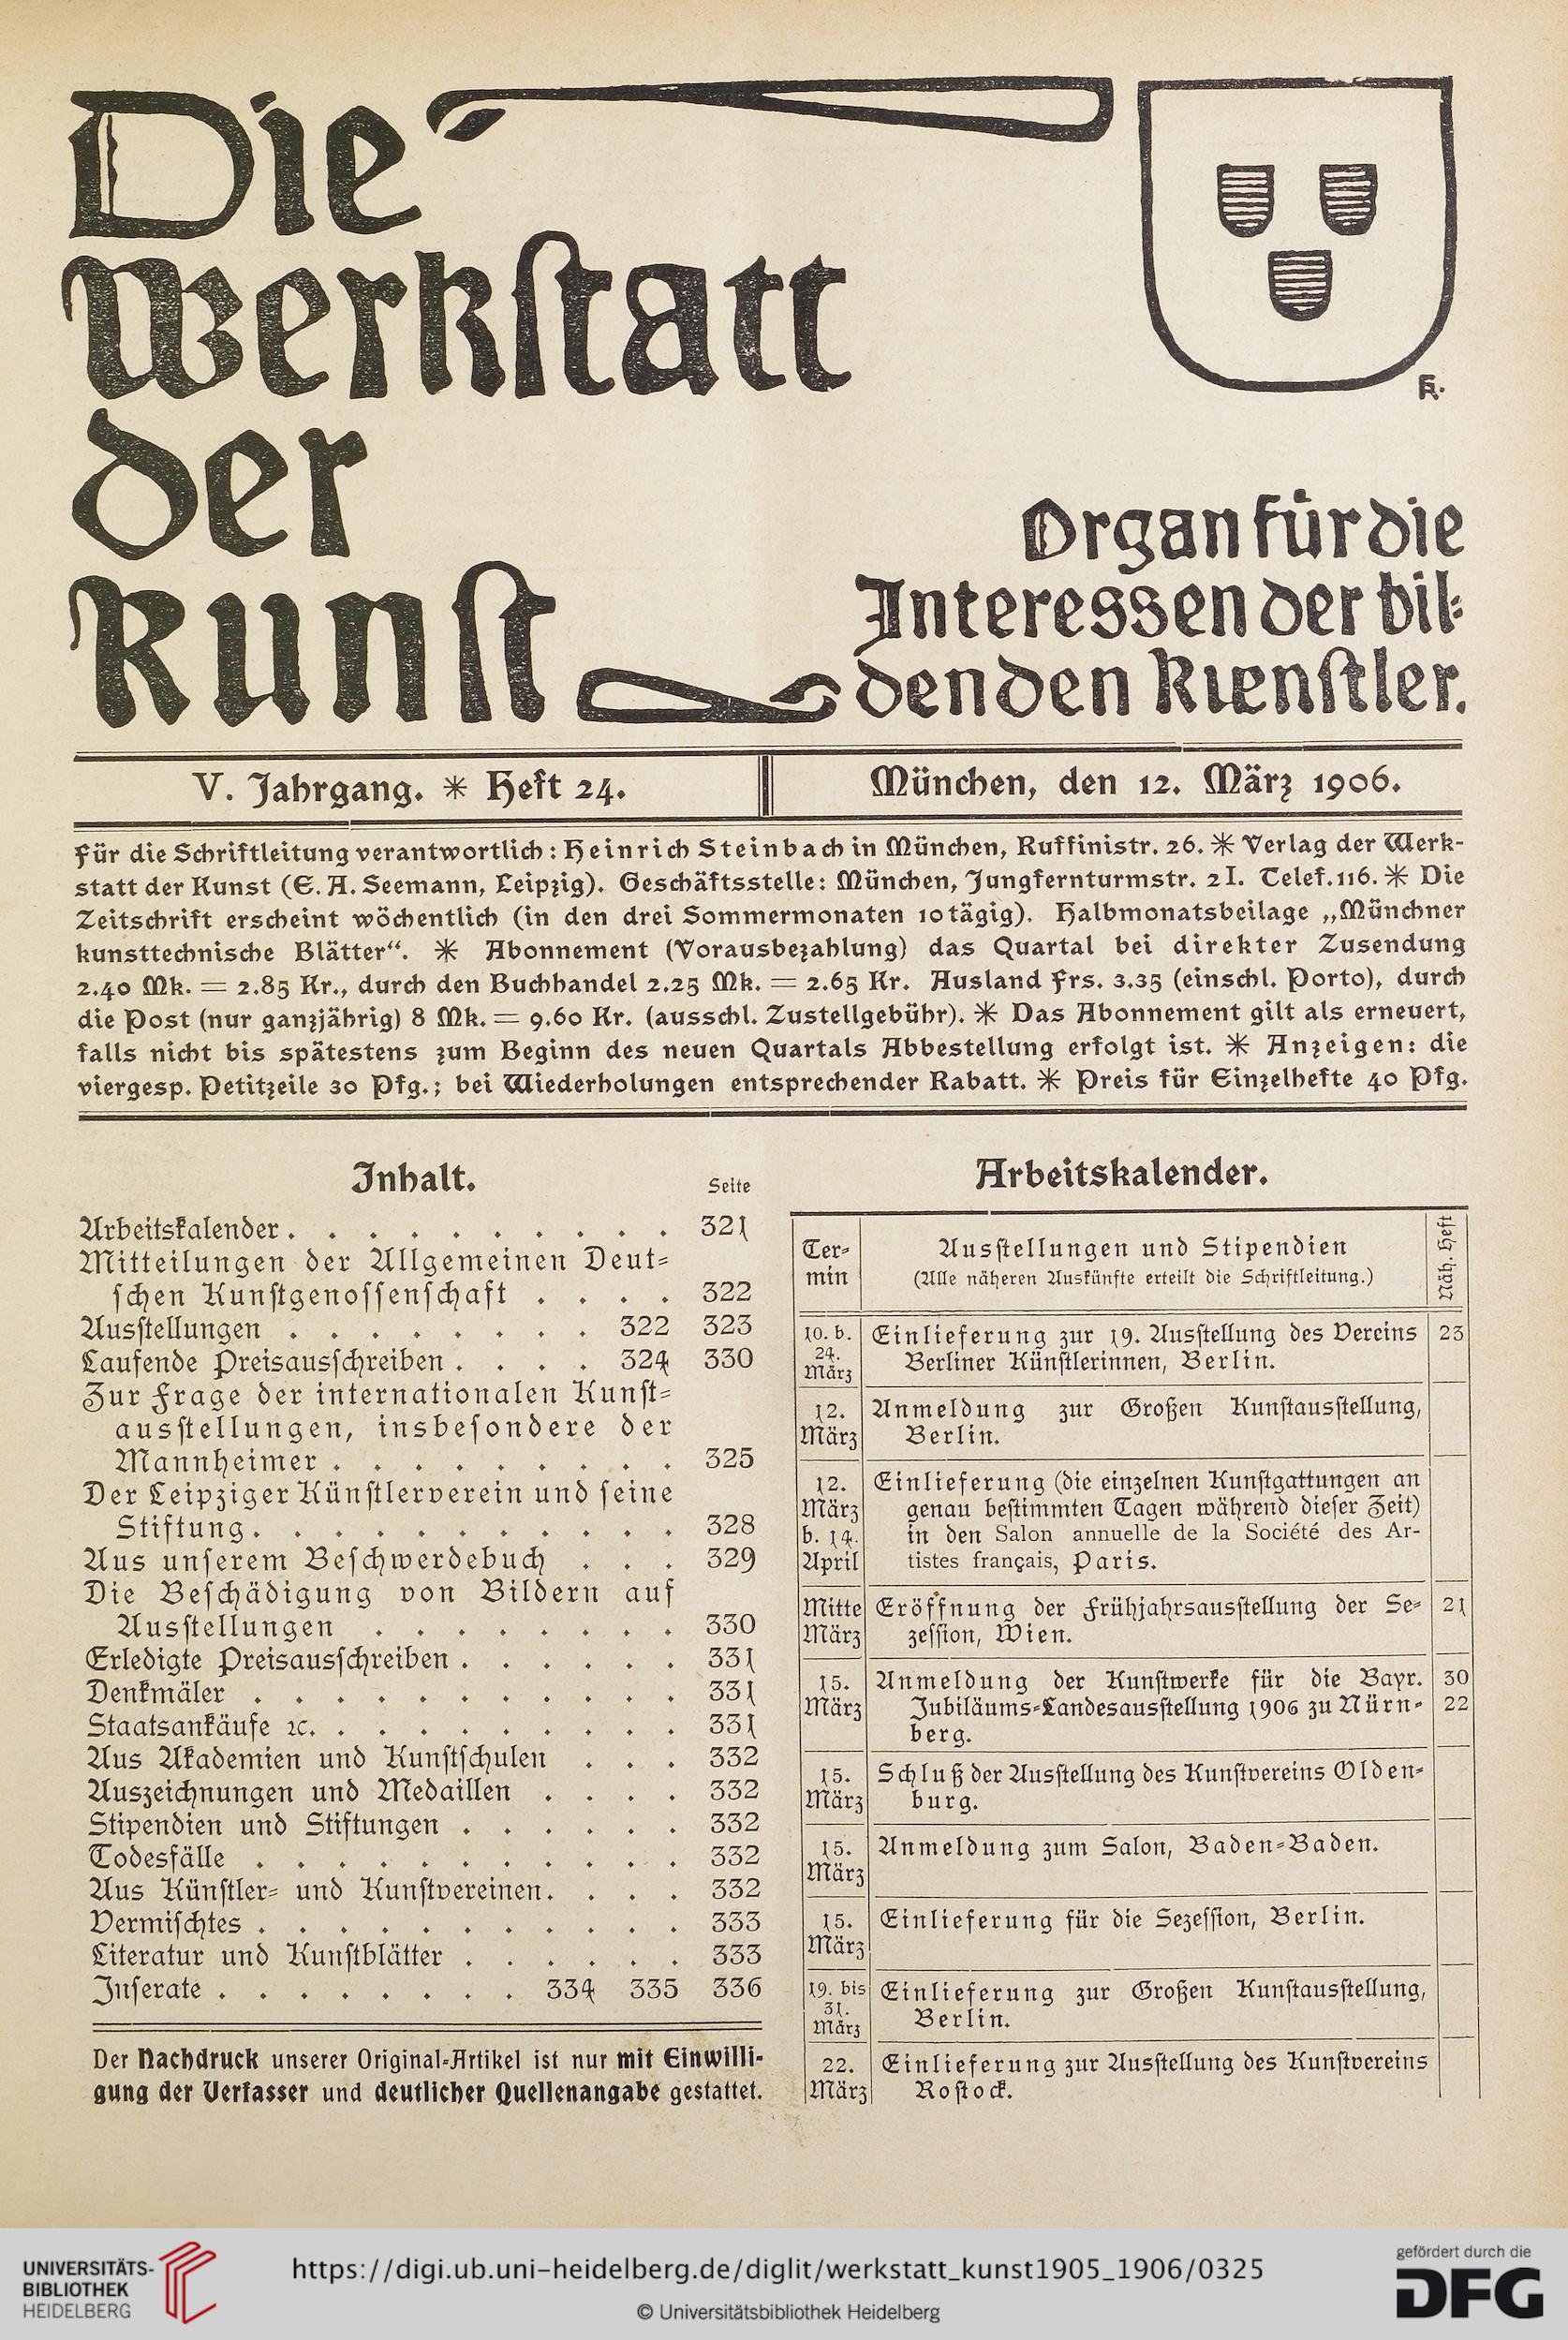 Die
Werkstatt
der
Kunst
Organ für die
Interessen der bil-
denden Kuenstler.
V. Jahrgang. ✳ Heft 24.
München, den 12. März 1906.
Für die Schriftleitung verantwortlich: Heinrich Steinbach in München, Ruffinistr. 26. ✳ Verlag der Werk-
statt der Kunst (E. A. Seemann, Leipzig). Geschäftsstelle: München, Jungfernturmstr. 2 I. Telef. 116. ✳ Die
Zeitschrift erscheint wöchentlich (in den drei Sommermonaten 10tägig). Halbmonatsbeilage „Münchner
kunsttechnische Blätter“. ✳ Abonnement (Vorausbezahlung) das Quartal bei direkter Zusendung
2.40 Mk. = 2.85 Kr., durch den Buchhandel 2.25 Mk. = 2.65 Kr. Ausland Frs. 3.35 (einschl. Porto), durch
die Post (nur ganzjährig) 8 Mk. = 9.60 Kr. (ausschl. Zustellgebühr). ✳ Das Abonnement gilt als erneuert,
falls nicht bis spätestens zum Beginn des neuen Quartals Abbestellung erfolgt ist. ✳ Anzeigen: die
viergesp. Petitzeile 30 Pfg.; bei Wiederholungen entsprechender Rabatt. ✳ Preis für Einzelhefte 40 Pfg.
Inhalt.
Seite
Arbeitskalender . . . . . . . . . . 321
Mitteilungen der Allgemeinen Deut-
schen Kunstgenossenschaft . . . . 322
Ausstellungen . . . . . . . . 322 323
Laufende Preisausschreiben . . . . 324 330
Zur Frage der internationalen Kunst-
ausstellungen, insbesondere der
Mannheimer . . . . . . . . . 325
Der Leipziger Künstlerverein und seine
Stiftung . . . . . . . . . . . 328
Aus unserem Beschwerdebuch . . . 329
Die Beschädigung von Bildern auf
Ausstellungen . . . . . . . . 330
Erledigte Preisausschreiben . . . . . . 331
Denkmäler . . . . . . . . . . . 331
Staatsankäufe ꝛc. . . . . . . . . . 331
Aus Akademien und Kunstschulen . . . 332
Auszeichnungen und Medaillen . . . . 332
Stipendien und Stiftungen . . . . . . 332
Todesfälle . . . . . . . . . . . 332
Aus Künstler- und Kunstvereinen . . . . 332
Vermischtes . . . . . . . . . . . 333
Literatur und Kunstblätter . . . . . . 333
Inserate . . . . . . . . 334 335 336
Der Nachdruck unserer Original-Artikel ist nur mit Einwilli-
gung der Verfasser und deutlicher Quellenangabe gestattet.
Arbeitskalender.
Ter-
min
Ausstellungen und Stipendien
(Alle näheren Auskünfte erteilt die Schriftleitung.)
Näh. Heft
10. b.
24.
März
Einlieferung zur 19. Ausstellung des Vereins
Berliner Künstlerinnen, Berlin.
23
12.
März
Anmeldung zur Großen Kunstausstellung,
Berlin.
12.
März
b. 14.
April
Einlieferung (die einzelnen Kunstgattungen an
genau bestimmten Tagen während dieser Zeit)
in den Salon annuelle de la Société des Ar-
tistes français, Paris.
Mitte
März
Eröffnung der Frühjahrsausstellung der Se-
zession, Wien.
21
15.
März
Anmeldung der Kunstwerke für die Bayr.
Jubiläums-Landesausstellung 1906 zu Nürn-
berg.
30
22
15.
März
Schluß der Ausstellung des Kunstvereins Olden-
burg.
15.
März
Anmeldung zum Salon, Baden-Baden.
15.
März
Einlieferung für die Sezession, Berlin.
19. bis
31.
März
Einlieferung zur Großen Kunstausstellung,
Berlin.
22.
März
Einlieferung zur Ausstellung des Kunstvereins
Rostock.
UNIVERSITÄTS-
BIBLIOTHEK
HEIDELBERG
https://digi.ub.uni-heidelberg.de/diglit/werkstatt_kunst1905_1906/0325
© Universitätsbibliothek Heidelberg
gefördert durch die
DFG